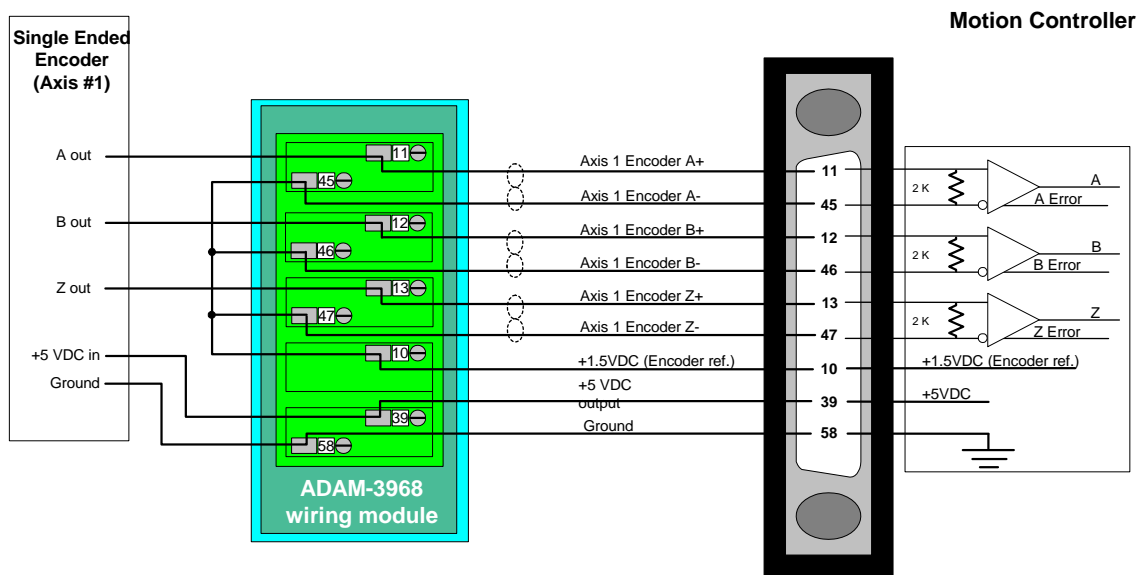 Motion Controller
Single Ended
Encoder
(Axis #1)
A out
B out
Z out
+5 VDC in
Ground
11
45
12
46
13
47
10
39
58
ADAM-3968
wiring module
Axis 1 Encoder A+
Axis 1 Encoder A-
Axis 1 Encoder B+
Axis 1 Encoder B-
Axis 1 Encoder Z+
Axis 1 Encoder Z-
+1.5VDC (Encoder ref.)
+5 VDC
output
Ground
11
45
12
46
13
47
10
39
58
2 K
A
A Error
2 K
B
B Error
2 K
Z
Z Error
+1.5VDC (Encoder ref.)
+5VDC